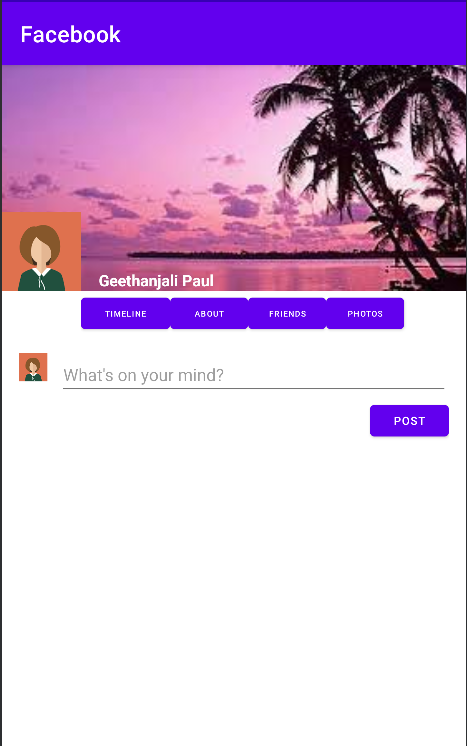 Facebook
Geethanjali Paul
TIMELINE ABOUT FRIENDS PHOTOS
What's on your mind?
POST